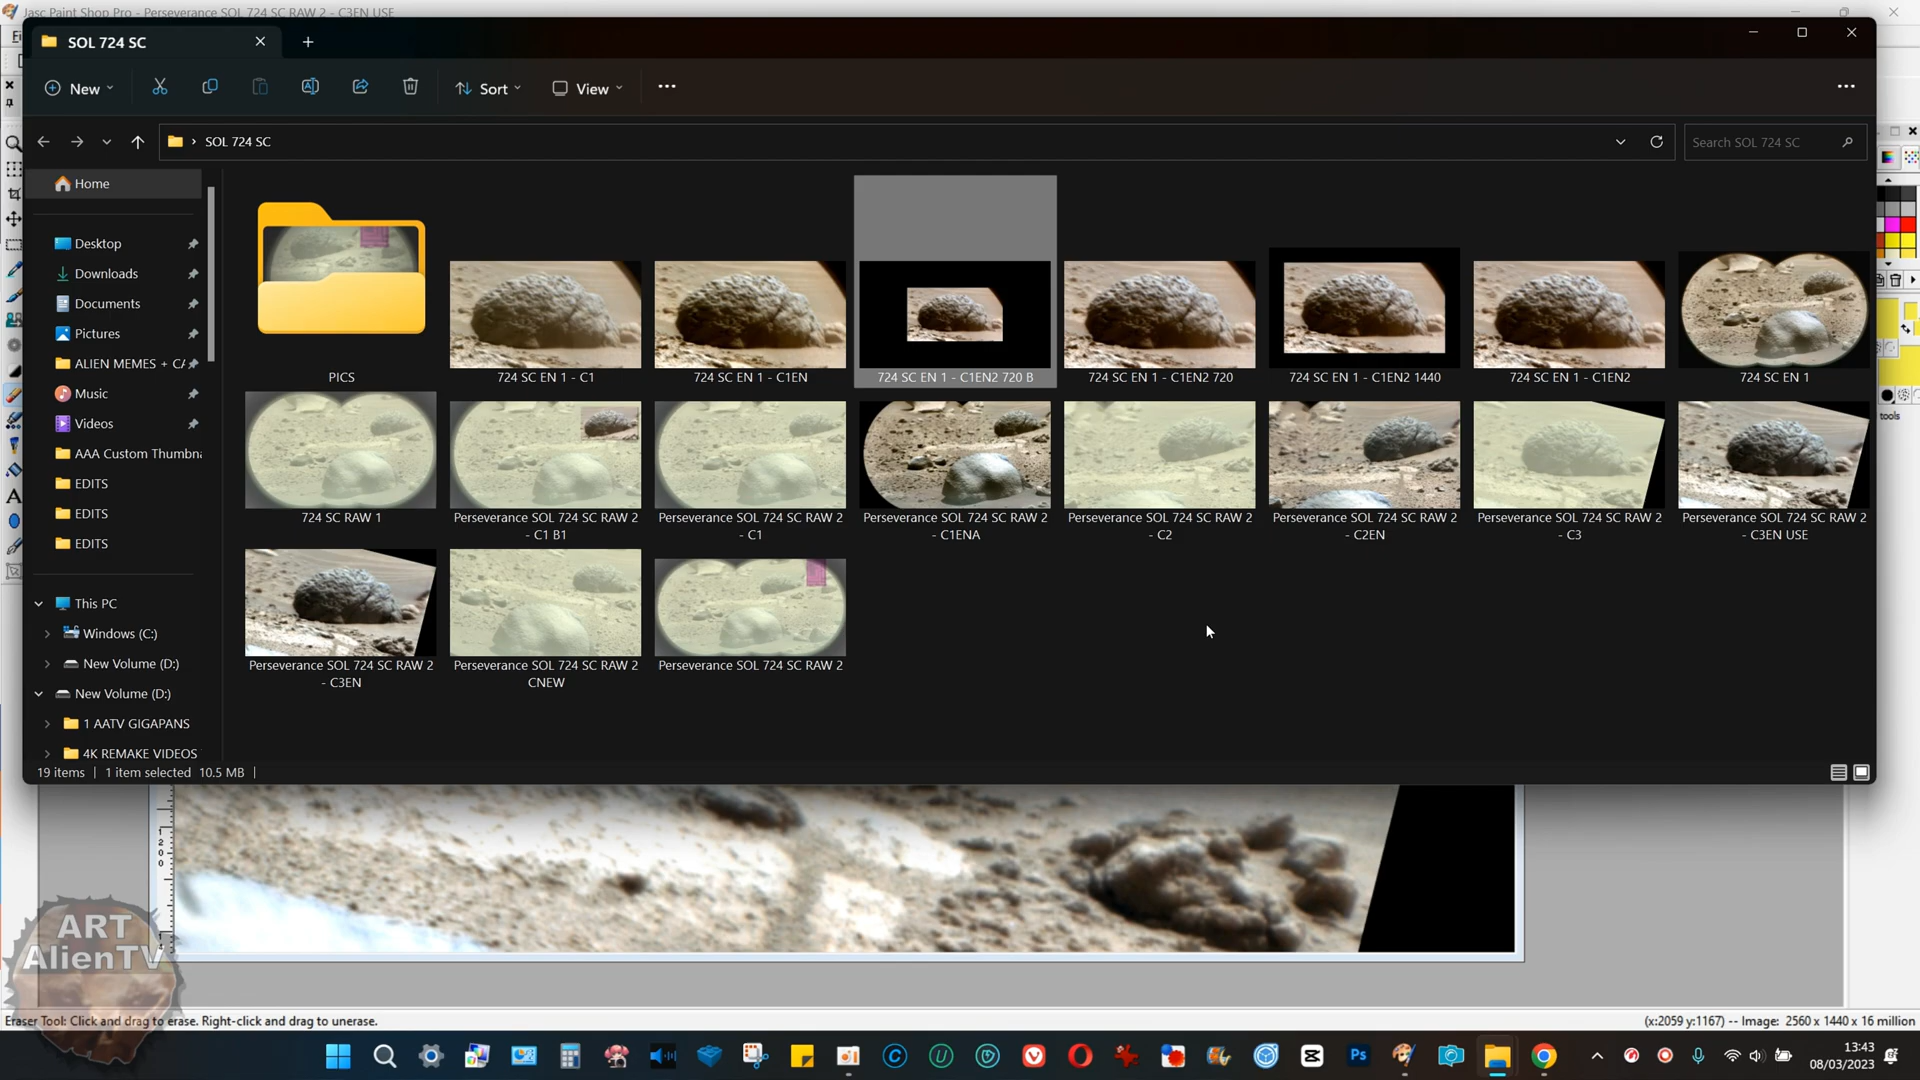 Jasc Paint Shop Pro - Perseverance SOL 724 SC RAW 2 - C3EN USE
SOL 724 SC
New
Sort
View
SOL 724 SC
Search SOL 724 SC
Home
Desktop
Downloads
Documents
Pictures
ALIEN MEMES + CA
Music
Videos
AAA Custom Thumbna
EDITS
EDITS
EDITS
This PC
Windows (C:)
New Volume (D:)
New Volume (D:)
1 AATV GIGAPANS
4K REMAKE VIDEOS
PICS
724 SC EN 1 - C1
724 SC EN 1 - C1EN
724 SC EN 1 - C1EN2 720 B
724 SC EN 1 - C1EN2 720
724 SC EN 1 - C1EN2 1440
724 SC EN 1 - C1EN2
724 SC EN 1
724 SC RAW 1
Perseverance SOL 724 SC RAW 2
- C1 B1
Perseverance SOL 724 SC RAW 2
- C1
Perseverance SOL 724 SC RAW 2
- C1ENA
Perseverance SOL 724 SC RAW 2
- C2
Perseverance SOL 724 SC RAW 2
- C2EN
Perseverance SOL 724 SC RAW 2
- C3
Perseverance SOL 724 SC RAW 2
- C3EN USE
Perseverance SOL 724 SC RAW 2
- C3EN
Perseverance SOL 724 SC RAW 2
CNEW
Perseverance SOL 724 SC RAW 2
19 items
1 item selected 10.5 MB
tools
ART
AlienTV
Eraser Tool: Click and drag to erase. Right-click and drag to unerase.
(x:2059 y:1167) -- Image: 2560 x 1440 x 16 million
Ps
13:43
08/03/2023